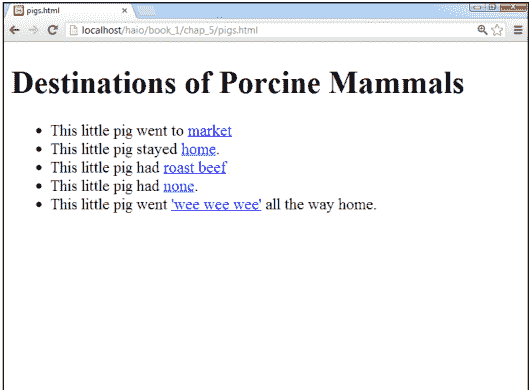 pigs.html
localhost/haio/book_1/chap_5/pigs.html
Destinations of Porcine Mammals
This little pig went to market
This little pig stayed home.
This little pig had roast beef
This little pig had none.
This little pig went 'wee wee wee' all the way home.